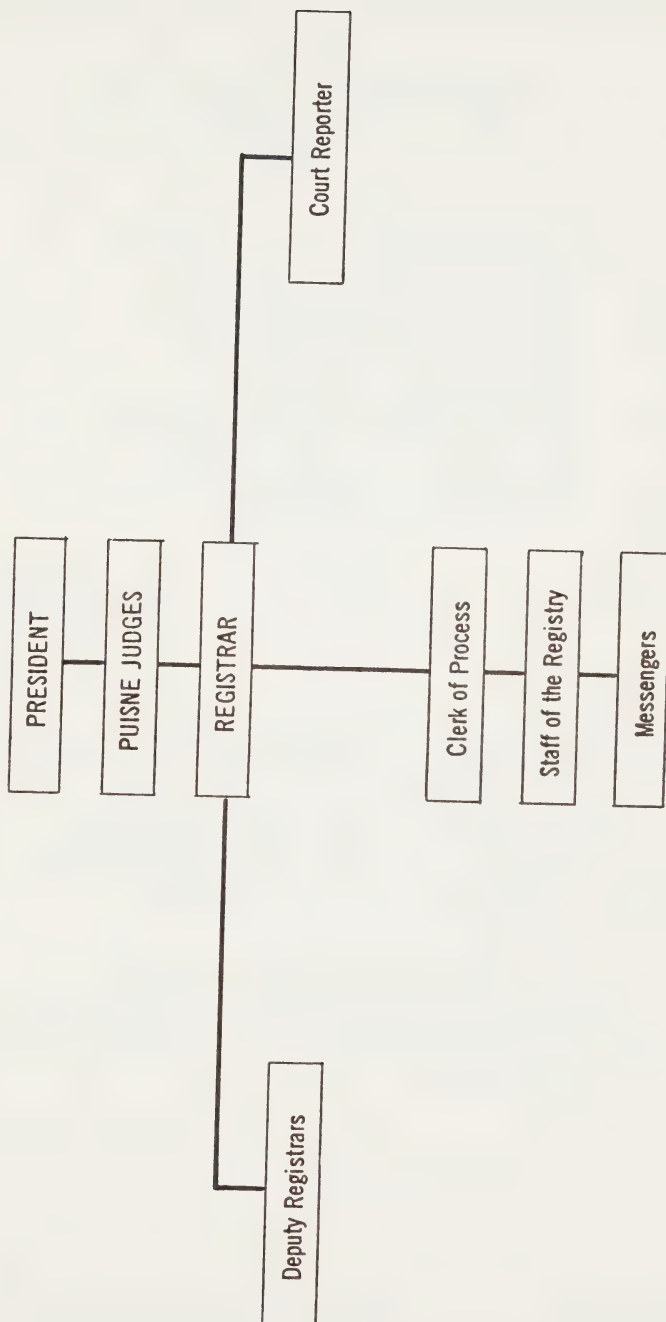 PRESIDENT
PUISNE JUDGES
REGISTRAR
Deputy Registrars
Court Reporter
Clerk of Process
Staff of the Registry
Messengers